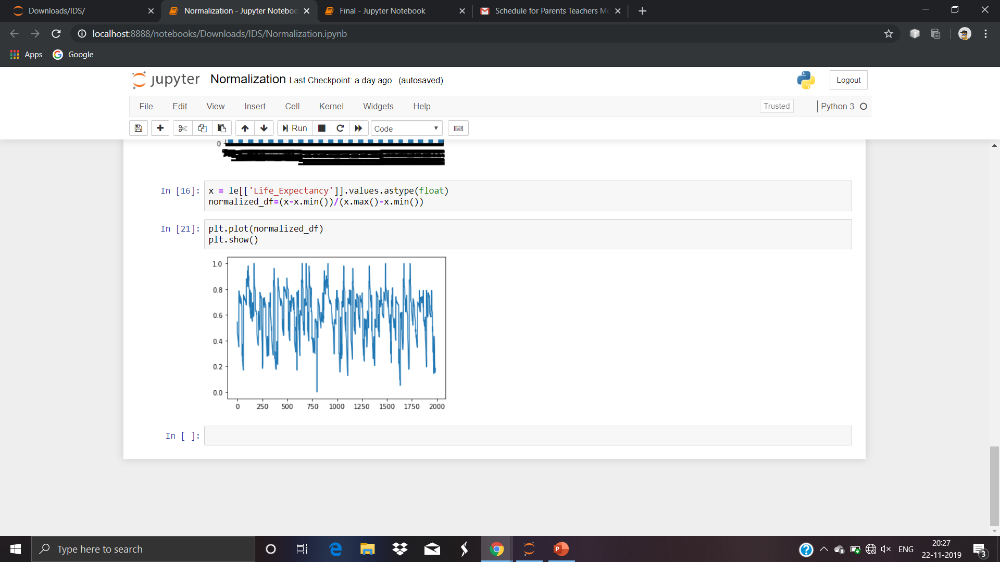 Downloads/IDS/
Normalization - Jupyter Noteboo
Final - Jupyter Notebook
Schedule for Parents Teachers Me
localhost:8888/notebooks/Downloads/IDS/Normalization.ipynb
Apps Google
jupyter Normalization Last Checkpoint: a day ago (autosaved) Logout
File Edit View Insert Cell Kernel Widgets Help Trusted Python 3
Run Code
0
In [16]: x = le[['Life_Expectancy']].values.astype(float)
normalized_df=(x-x.min())/(x.max()-x.min())
In [21]: plt.plot(normalized_df)
plt.show()
1.0
0.8
0.6
0.4
0.2
0.0
0 250 500 750 1000 1250 1500 1750 2000
In [ ]:
Type here to search
ENG
20:27
22-11-2019
3